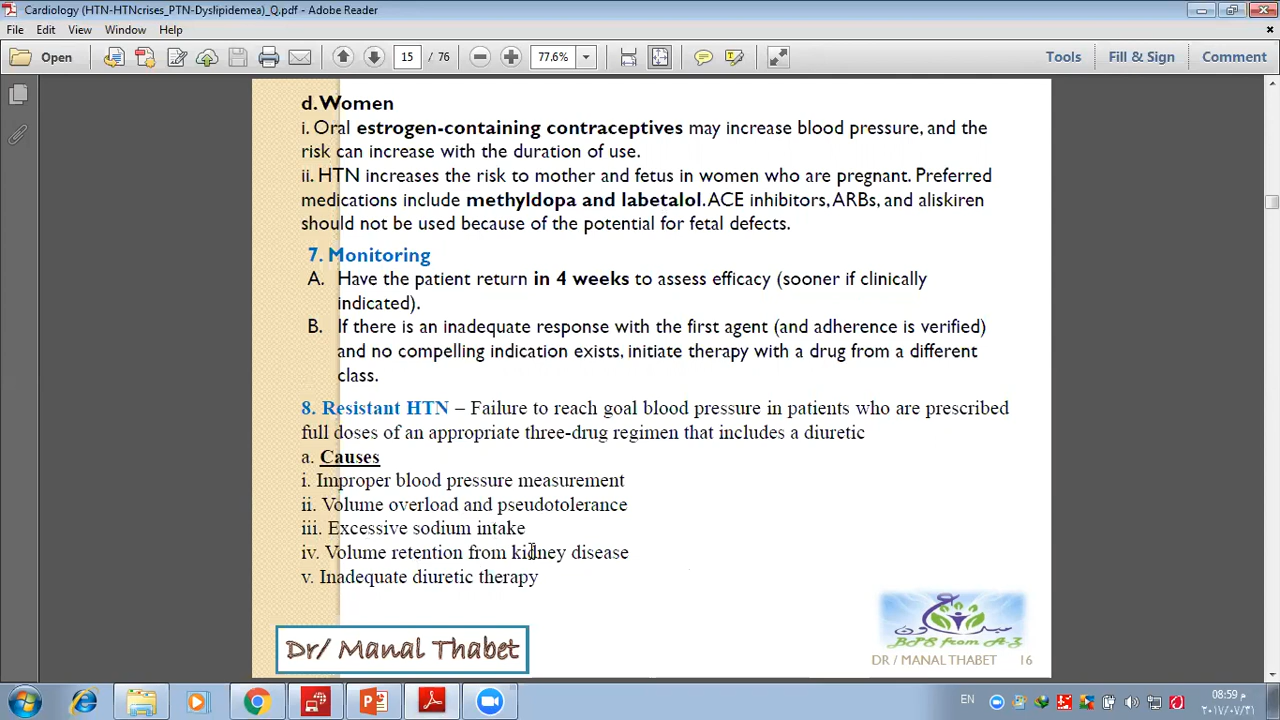 Cardiology (HTN-HTNcrises_PTN-Dyslipidemea)_Q.pdf - Adobe Reader
File Edit View Window Help
Open 15 / 76 77.6% Tools Fill & Sign Comment
d. Women
i. Oral estrogen-containing contraceptives may increase blood pressure, and the
risk can increase with the duration of use.
ii. HTN increases the risk to mother and fetus in women who are pregnant. Preferred
medications include methyldopa and labetalol. ACE inhibitors, ARBs, and aliskiren
should not be used because of the potential for fetal defects.
7. Monitoring
A. Have the patient return in 4 weeks to assess efficacy (sooner if clinically
indicated).
B. If there is an inadequate response with the first agent (and adherence is verified)
and no compelling indication exists, initiate therapy with a drug from a different
class.
8. Resistant HTN – Failure to reach goal blood pressure in patients who are prescribed
full doses of an appropriate three-drug regimen that includes a diuretic
a. Causes
i. Improper blood pressure measurement
ii. Volume overload and pseudotolerance
iii. Excessive sodium intake
iv. Volume retention from kidney disease
v. Inadequate diuretic therapy
Dr/ Manal Thabet
BPS from A-Z
DR / MANAL THABET 16
EN
08:59 م
٢٠١٧/٠٧/٣١